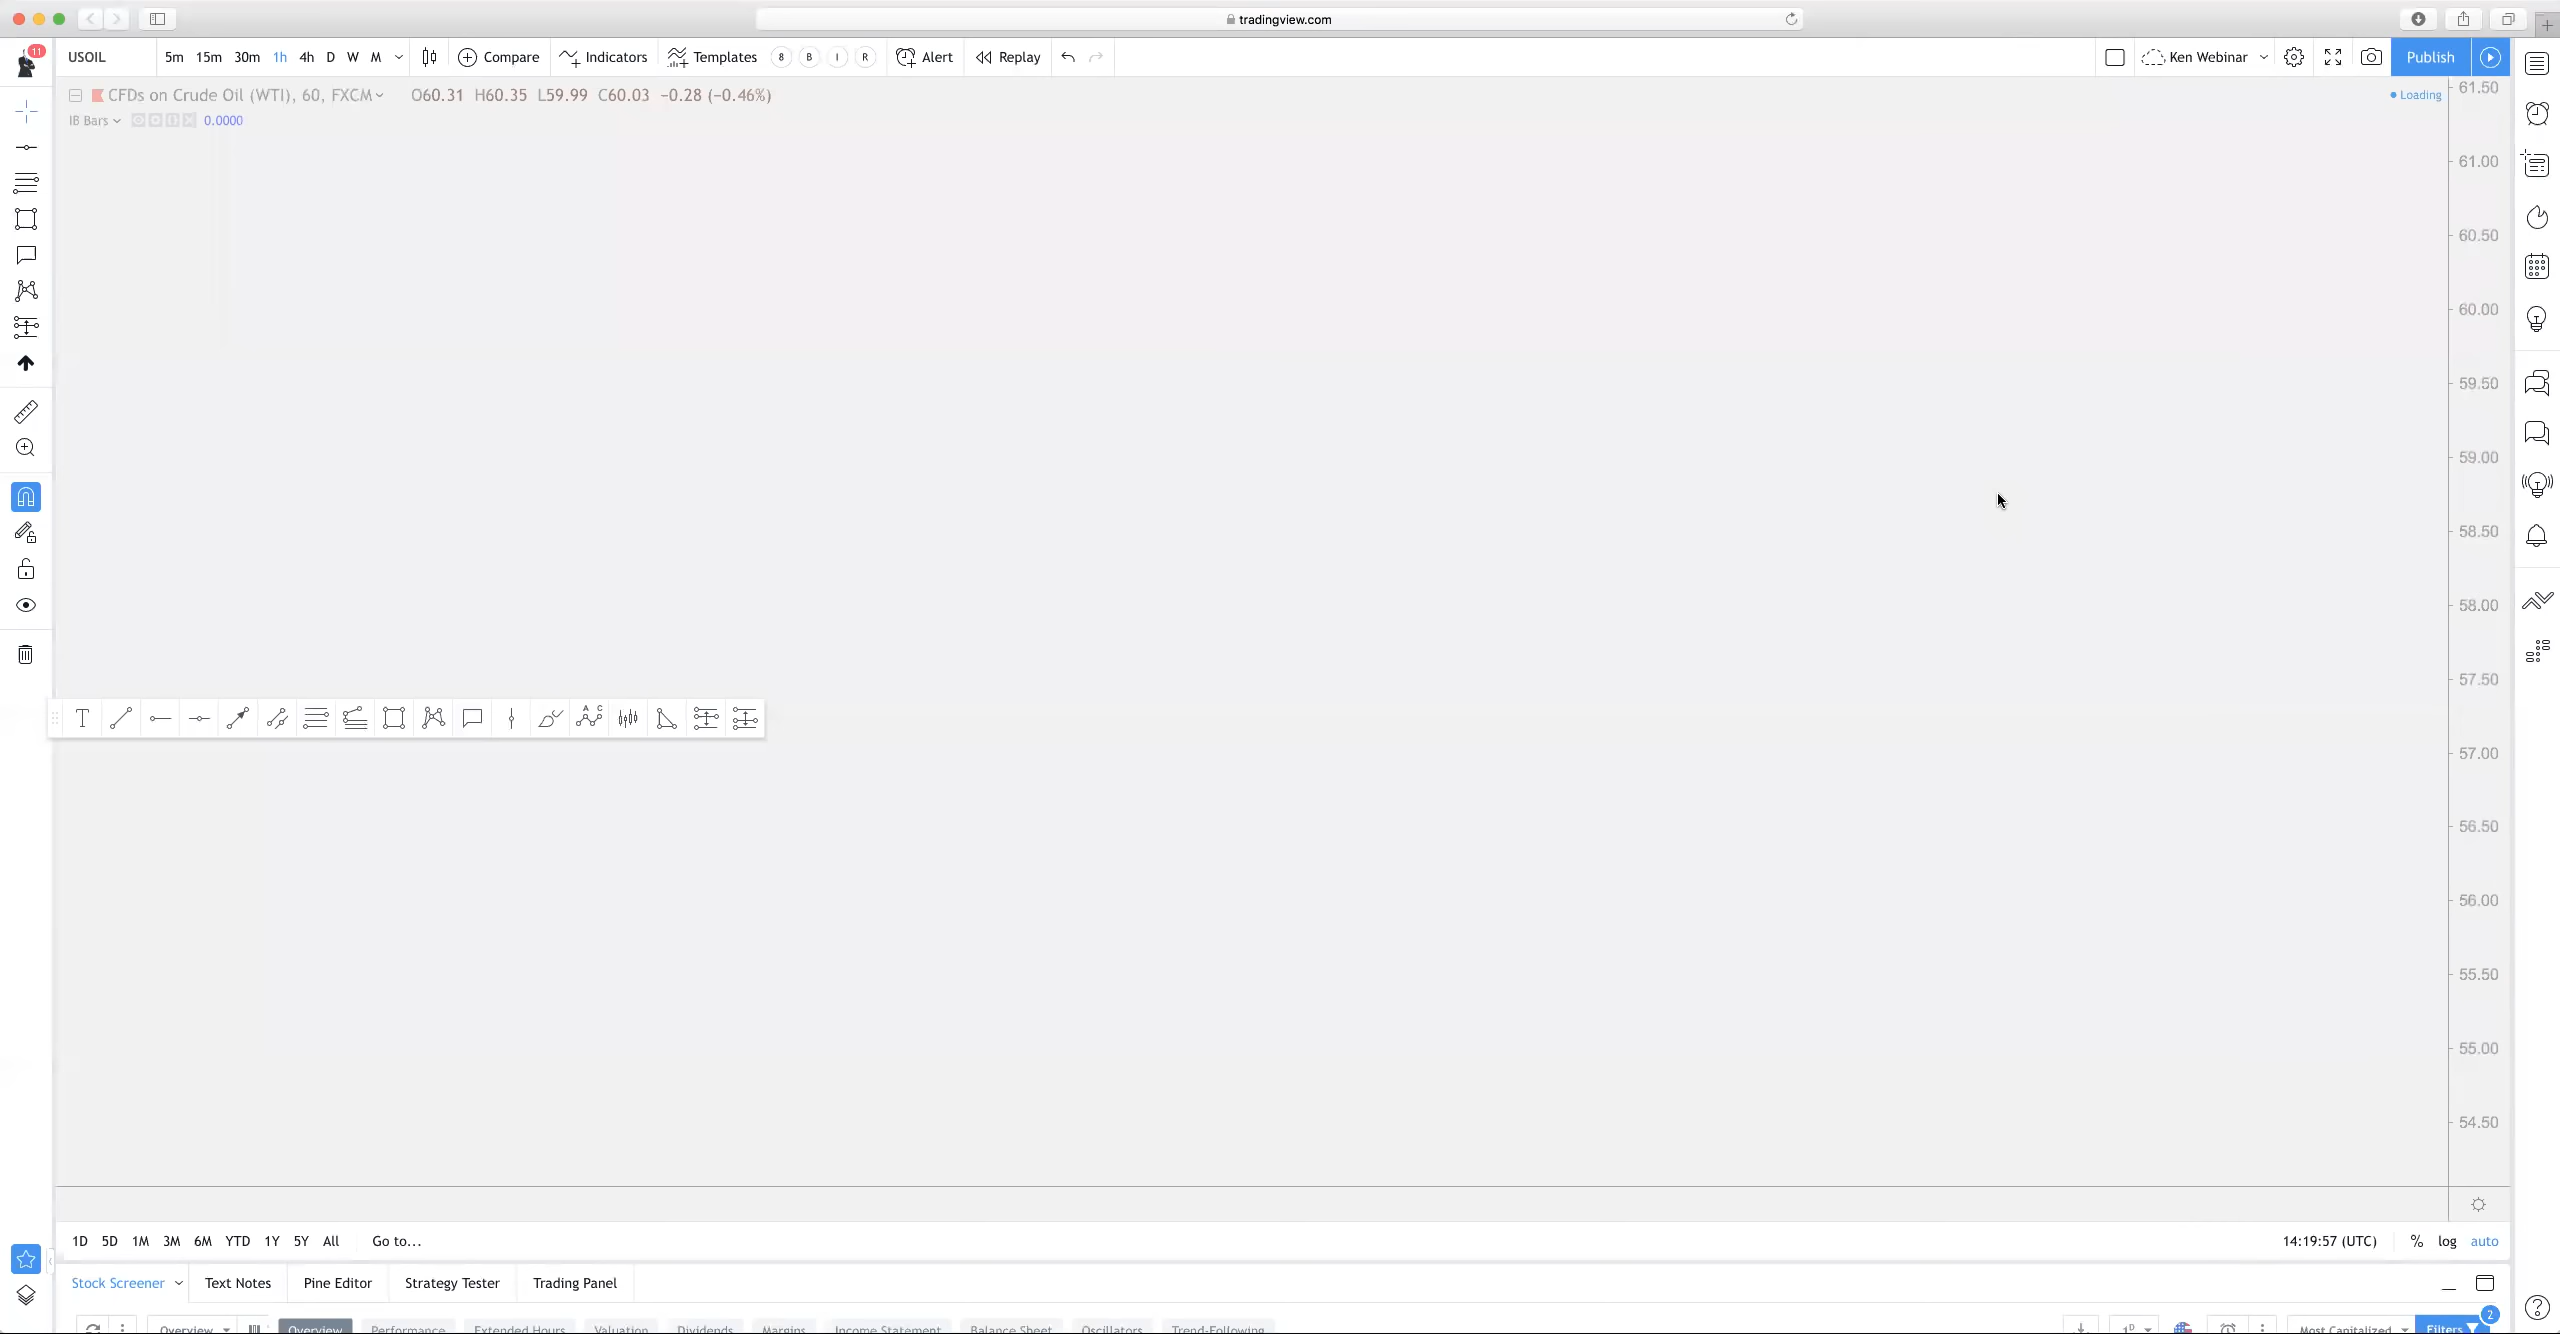 tradingview.com
11
USOIL 5m 15m 30m 1h 4h D W M Compare Indicators Templates 8 B I R Alert Replay Ken Webinar Publish
CFDs on Crude Oil (WTI), 60, FXCM O60.31 H60.35 L59.99 C60.03 −0.28 (−0.46%)
Loading
IB Bars 0.0000
61.50
61.00
60.50
60.00
59.50
59.00
58.50
58.00
57.50
57.00
56.50
56.00
55.50
55.00
54.50
1D 5D 1M 3M 6M YTD 1Y 5Y All Go to... 14:19:57 (UTC) % log auto
Stock Screener Text Notes Pine Editor Strategy Tester Trading Panel
Overview Overview Performance Extended Hours Valuation Dividends Margins Income Statement Balance Sheet Oscillators Trend-Following 1D Most Capitalized Filters 2